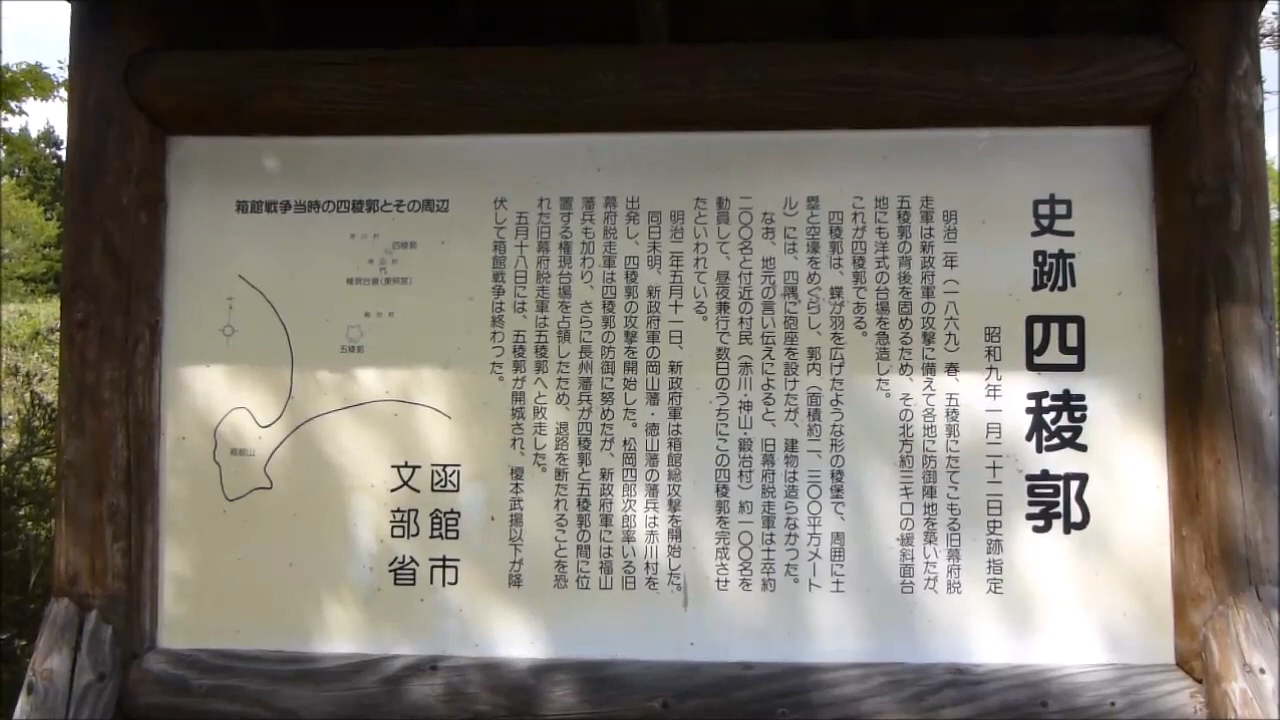 史跡 四稜郭
昭和九年一月二十二日史跡指定
明治二年（一八六九）春、五稜郭にたてこもる旧幕府脱
走軍は新政府軍の攻撃に備えて各地に防御陣地を築いたが、
五稜郭の背後を固めるため、その北方約三キロの緩斜面台
地にも洋式の台場を急造した。
これが四稜郭である。
四稜郭は、蝶が羽を広げたような形の稜堡で、周囲に土
塁と空壕をめぐらし、郭内（面積約二、三〇〇平方メート
ル）には、四隅に砲座を設けたが、建物は造らなかった。
なお、地元の言い伝えによると、旧幕府脱走軍は士卒約
二〇〇名と付近の村民（赤川・神山・鍛治村）約一〇〇名を
動員して、昼夜兼行で数日のうちにこの四稜郭を完成させ
たといわれている。
明治二年五月十一日、新政府軍は箱館総攻撃を開始した。
同日未明、新政府軍の岡山藩・徳山藩の藩兵は赤川村を
出発し、四稜郭の攻撃を開始した。松岡四郎次郎率いる旧
幕府脱走軍は四稜郭の防御に努めたが、新政府軍には福山
藩兵も加わり、さらに長州藩兵が四稜郭と五稜郭の間に位
置する権現台場を占領したため、退路を断たれることを恐
れた旧幕府脱走軍は五稜郭へと敗走した。
五月十八日には、五稜郭が開城され、榎本武揚以下が降
伏して箱館戦争は終わった。
箱館戦争当時の四稜郭とその周辺
赤川村
四稜郭
神山村
権現台場（東照宮）
鍛治村
五稜郭
箱館山
函館市
文部省